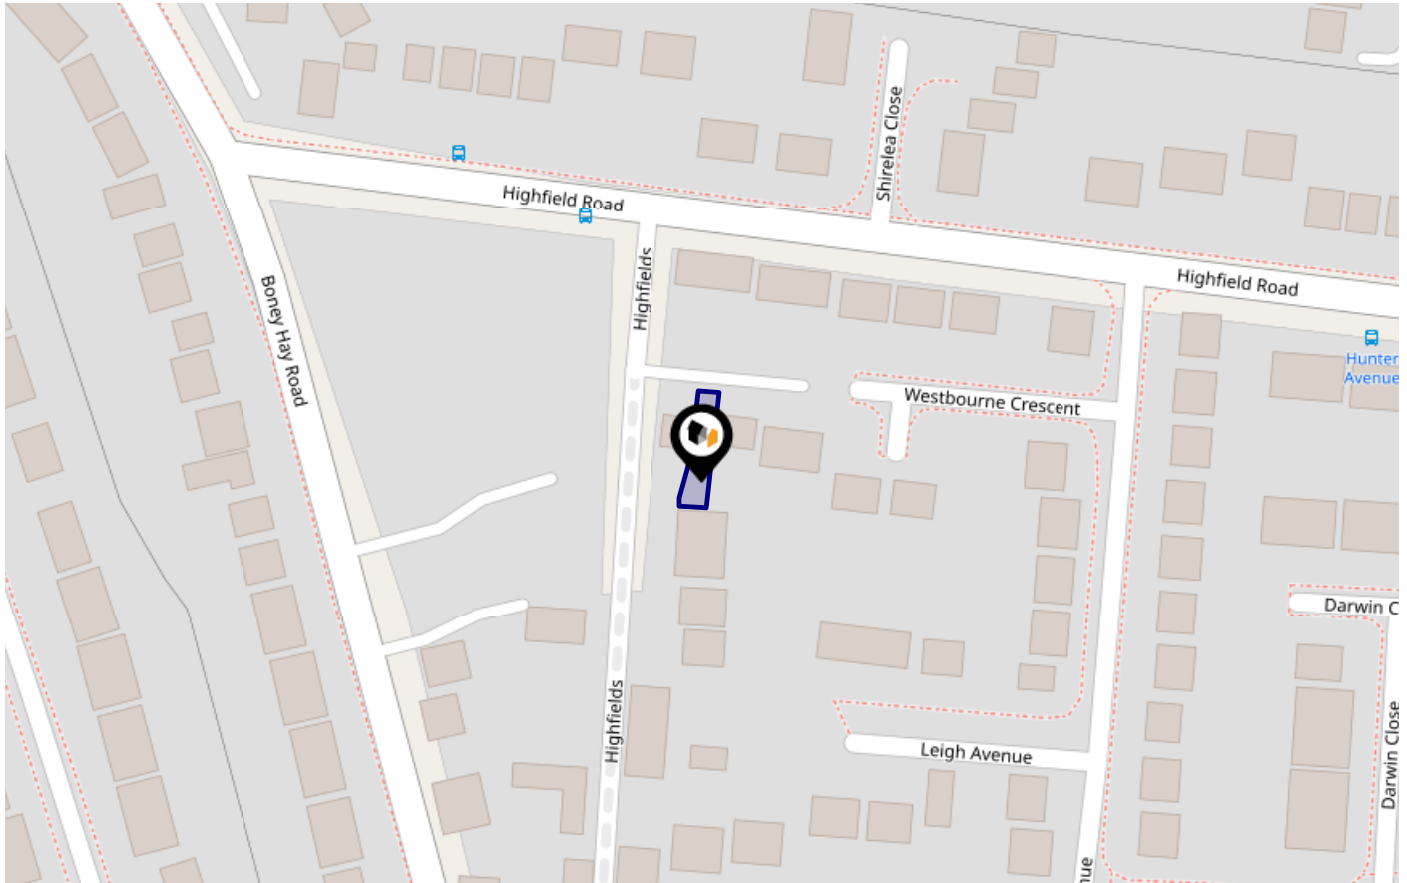 Shirelea Close
Highfield Road
Highfields
Highfield Road
Boney Hay Road
Hunter
Avenue
Westbourne Crescent
Darwin C
Highfields
Leigh Avenue
Darwin Close
nue